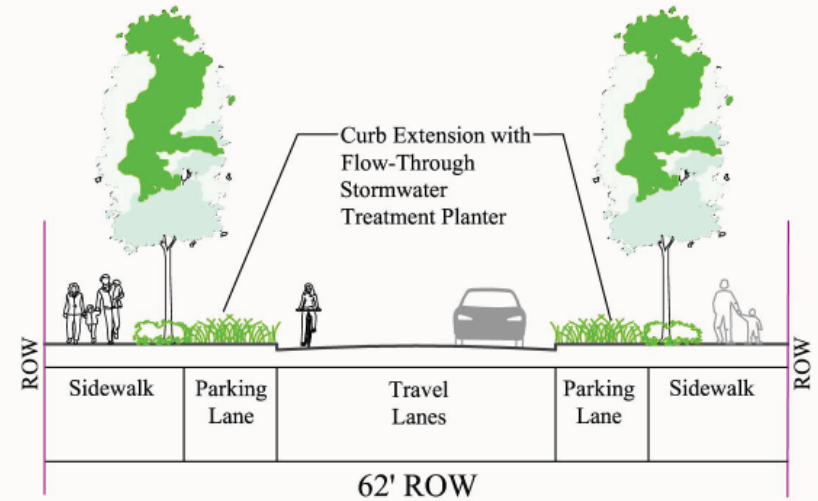 Curb Extension with
Flow-Through
Stormwater
Treatment Planter
ROW
ROW
Sidewalk
Parking
Lane
Travel
Lanes
Parking
Lane
Sidewalk
62' ROW